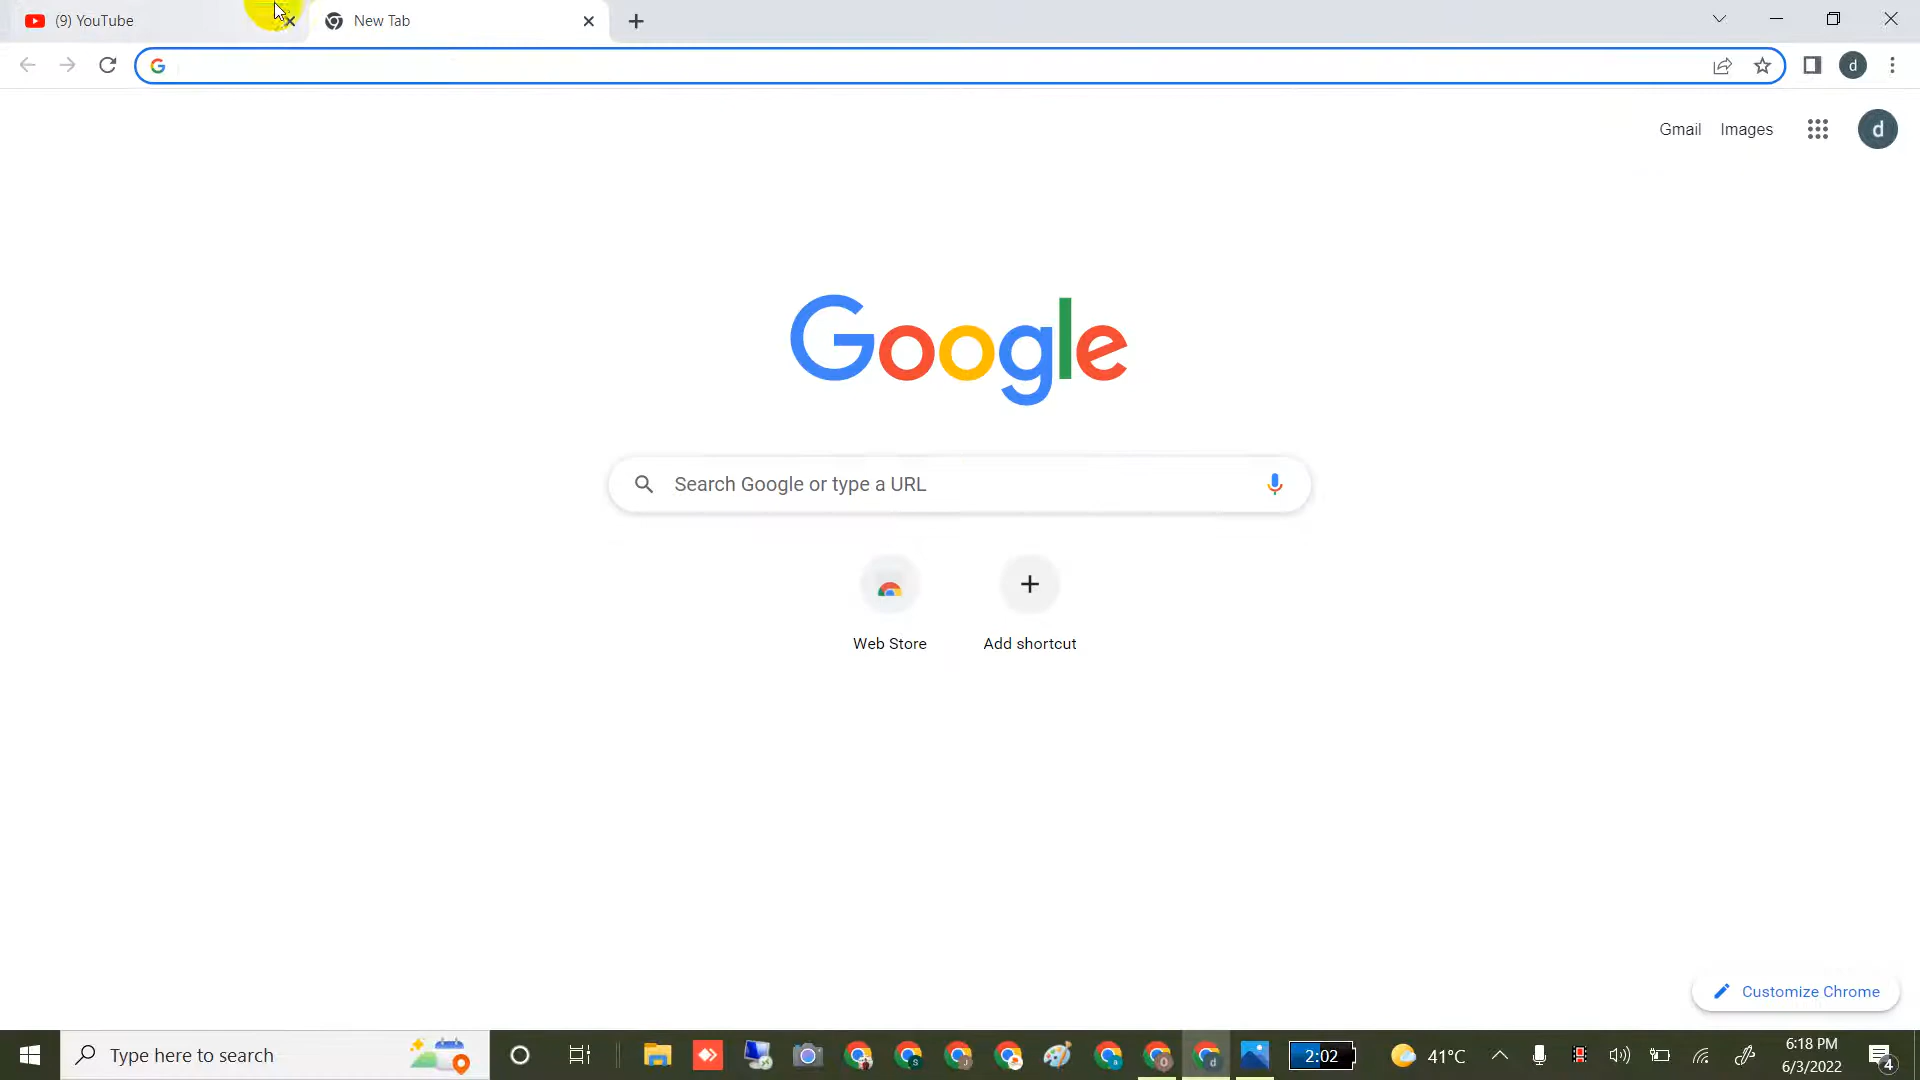 (9) YouTube
New Tab
Gmail Images
d
d
Google
Search Google or type a URL
Web Store
Add shortcut
Customize Chrome
Type here to search
2:02
41°C
6:18 PM
6/3/2022
4